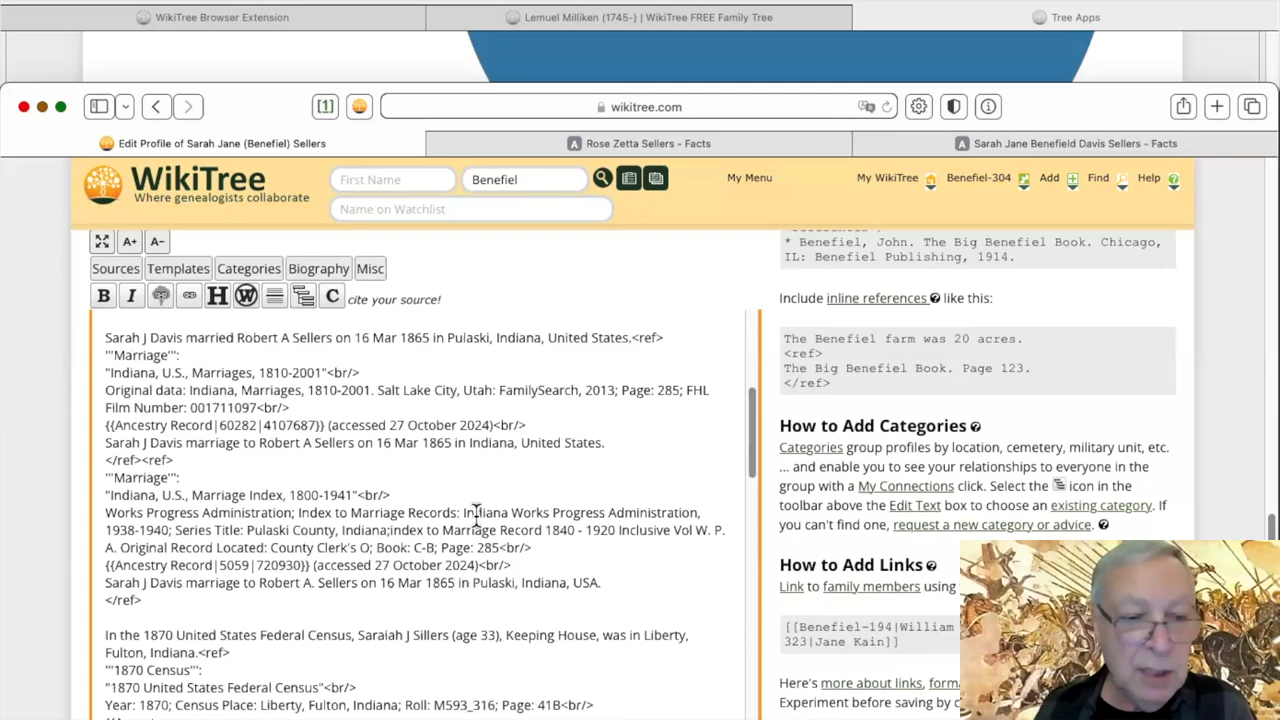 WikiTree Browser Extension
Lemuel Milliken (1745-) | WikiTree FREE Family Tree
Tree Apps
[1]
wikitree.com
Edit Profile of Sarah Jane (Benefiel) Sellers
A Rose Zetta Sellers - Facts
A Sarah Jane Benefield Davis Sellers - Facts
WikiTree
Where genealogists collaborate
First Name
Benefiel
Name on Watchlist
My Menu
My WikiTree
Benefiel-304
Add
Find
Help
A+
A−
Sources
Templates
Categories
Biography
Misc
B I H W C cite your source!
Sarah J Davis married Robert A Sellers on 16 Mar 1865 in Pulaski, Indiana, United States.<ref>
'''Marriage''':
"Indiana, U.S., Marriages, 1810-2001"<br/>
Original data: Indiana, Marriages, 1810-2001. Salt Lake City, Utah: FamilySearch, 2013; Page: 285; FHL
Film Number: 001711097<br/>
{{Ancestry Record|60282|4107687}} (accessed 27 October 2024)<br/>
Sarah J Davis marriage to Robert A Sellers on 16 Mar 1865 in Indiana, United States.
</ref><ref>
'''Marriage''':
"Indiana, U.S., Marriage Index, 1800-1941"<br/>
Works Progress Administration; Index to Marriage Records: Indiana Works Progress Administration,
1938-1940; Series Title: Pulaski County, Indiana;index to Marriage Record 1840 - 1920 Inclusive Vol W. P.
A. Original Record Located: County Clerk's O; Book: C-B; Page: 285<br/>
{{Ancestry Record|5059|720930}} (accessed 27 October 2024)<br/>
Sarah J Davis marriage to Robert A. Sellers on 16 Mar 1865 in Pulaski, Indiana, USA.
</ref>
In the 1870 United States Federal Census, Saraiah J Sillers (age 33), Keeping House, was in Liberty,
Fulton, Indiana.<ref>
'''1870 Census''':
"1870 United States Federal Census"<br/>
Year: 1870; Census Place: Liberty, Fulton, Indiana; Roll: M593_316; Page: 41B<br/>
* Benefiel, John. The Big Benefiel Book. Chicago,
IL: Benefiel Publishing, 1914.
Include inline references like this:
The Benefiel farm was 20 acres.
<ref>
The Big Benefiel Book. Page 123.
</ref>
How to Add Categories
Categories group profiles by location, cemetery, military unit, etc.
... and enable you to see your relationships to everyone in the
group with a My Connections click. Select the icon in the
toolbar above the Edit Text box to choose an existing category. If
you can't find one, request a new category or advice.
How to Add Links
Link to family members using
[[Benefiel-194|William
323|Jane Kain]]
Here's more about links,
Experiment before saving by